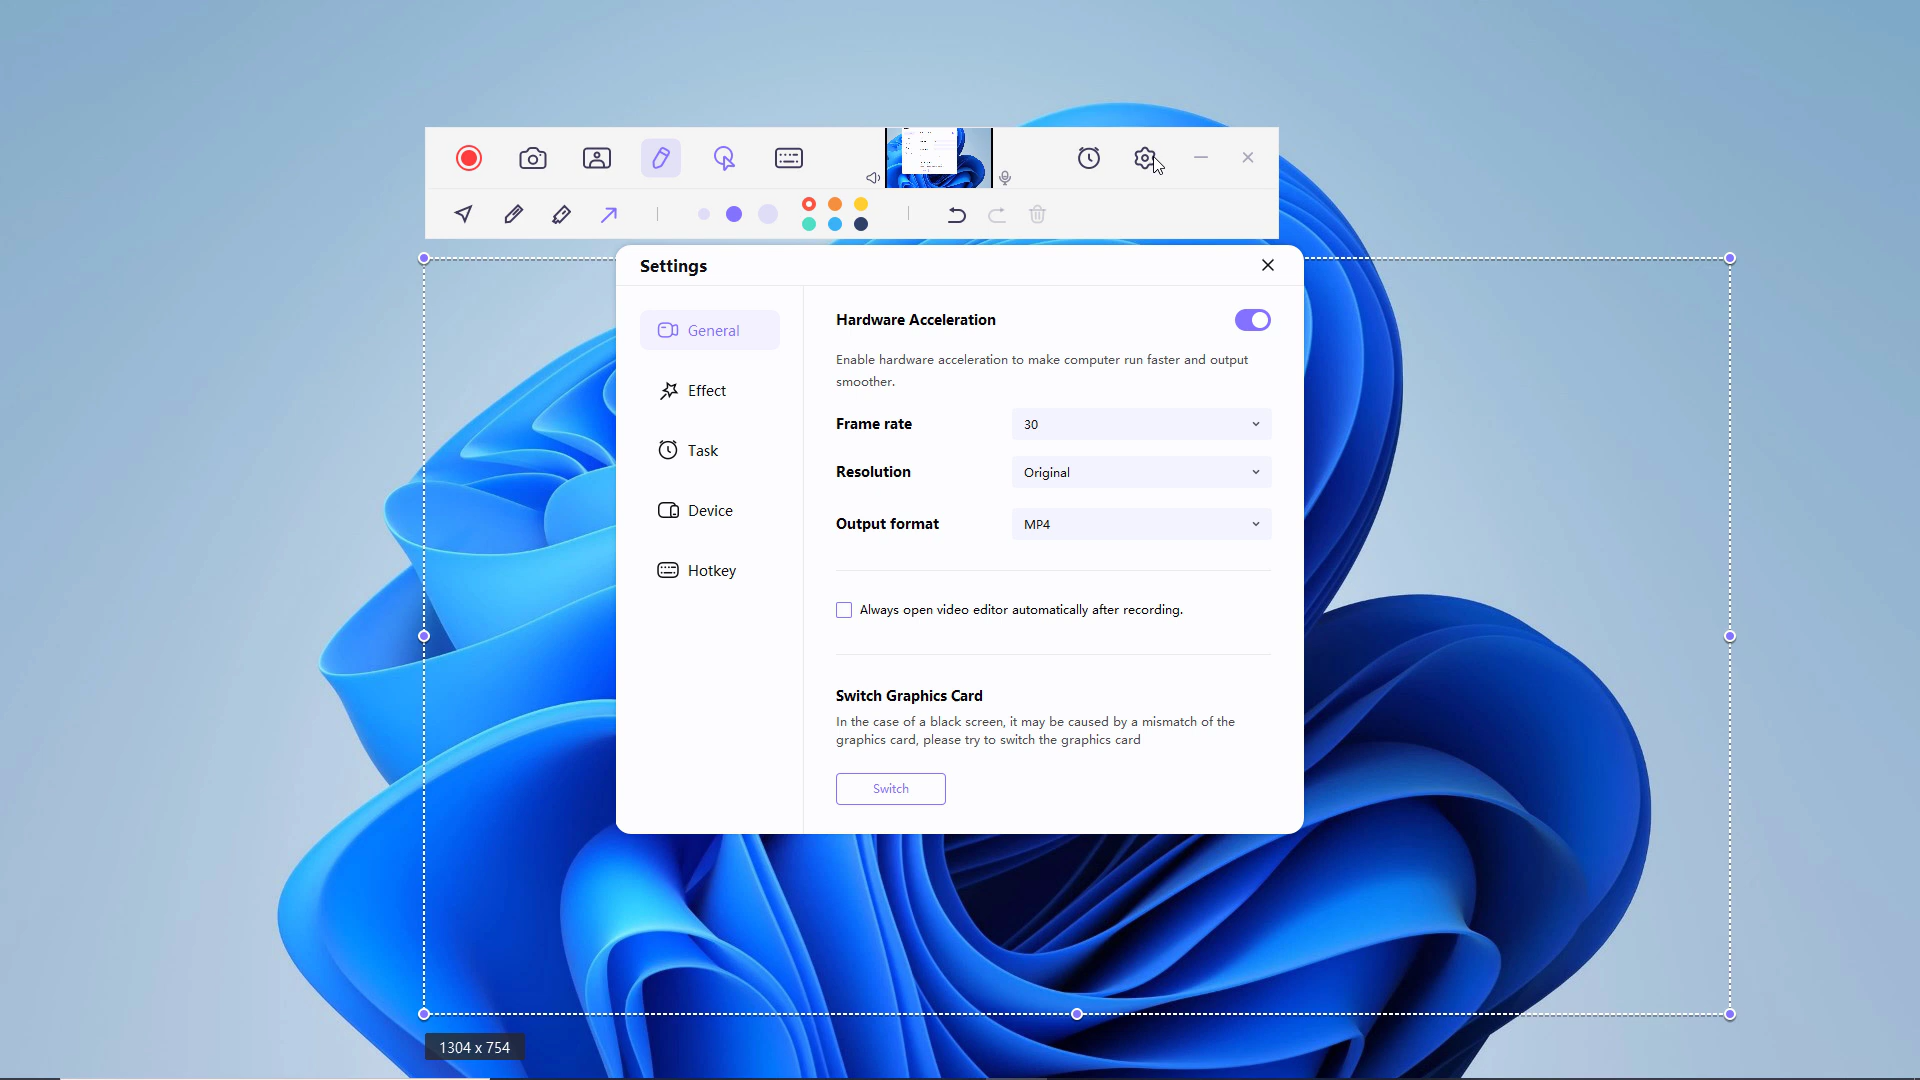 Settings
General
Effect
Task
Device
Hotkey
Hardware Acceleration
Enable hardware acceleration to make computer run faster and output
smoother.
Frame rate
30
Resolution
Original
Output format
MP4
Always open video editor automatically after recording.
Switch Graphics Card
In the case of a black screen, it may be caused by a mismatch of the
graphics card, please try to switch the graphics card
Switch
1304 x 754